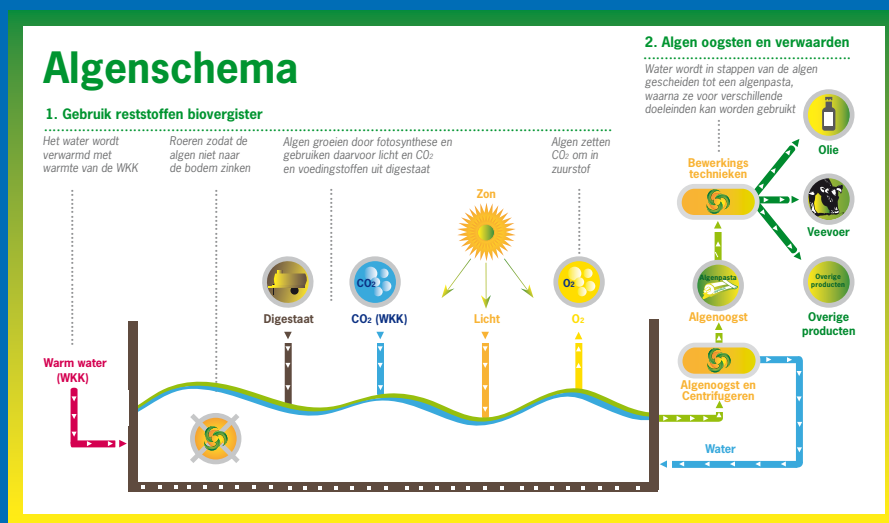 Algenschema
1. Gebruik reststoffen biovergister
Het water wordt
verwarmd met
warmte van de WKK
Roeren zodat de
algen niet naar
de bodem zinken
Algen groeien door fotosynthese en
gebruiken daarvoor licht en CO₂
en voedingstoffen uit digestaat
Algen zetten
CO₂ om in
zuurstof
2. Algen oogsten en verwaarden
Water wordt in stappen van de algen
gescheiden tot een algenpasta,
waarna ze voor verschillende
doeleinden kan worden gebruikt
Bewerkings
technieken
Olie
Veevoer
Overige
producten
Overige
producten
Algenpasta
Algenoogst
Algenoogst en
Centrifugeren
Water
Zon
CO₂
O₂
Digestaat
CO₂ (WKK)
Licht
O₂
Warm water
(WKK)